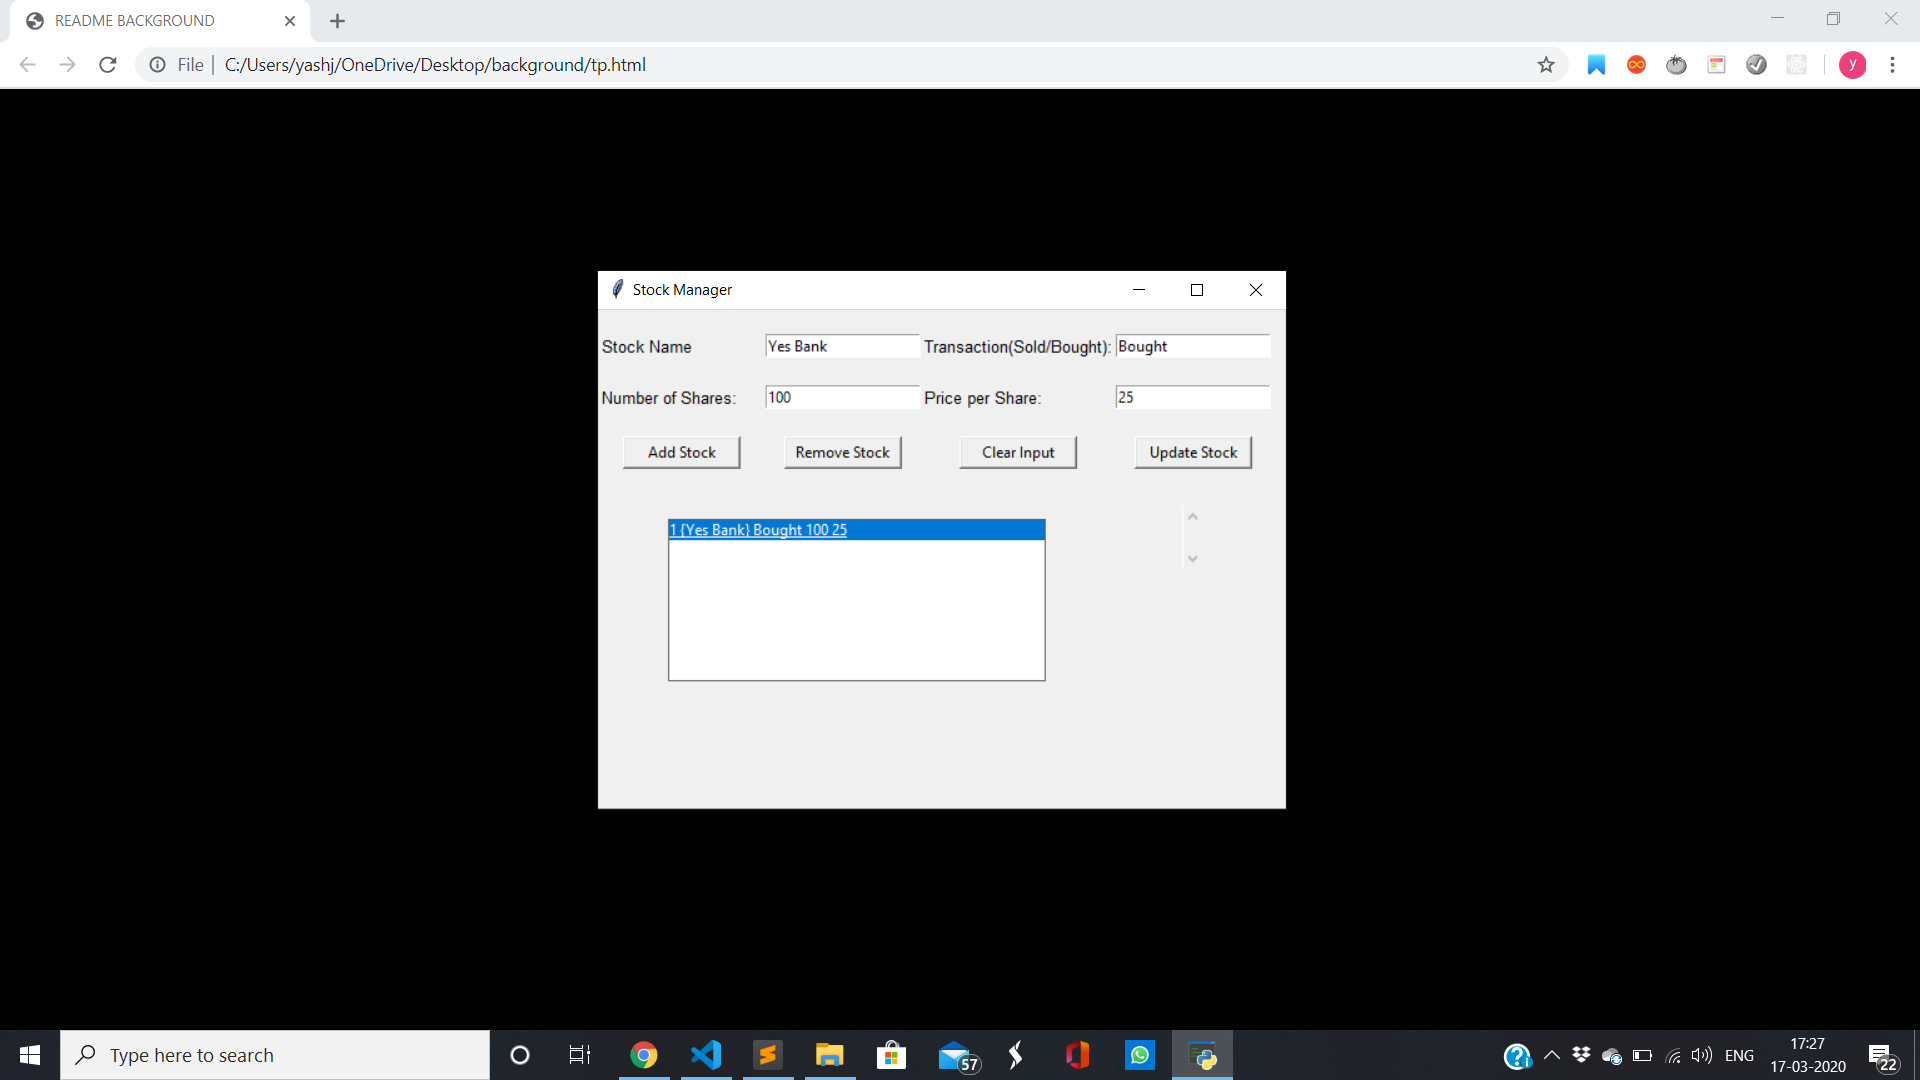 README BACKGROUND
File | C:/Users/yashj/OneDrive/Desktop/background/tp.html
y
Stock Manager
Stock Name Yes Bank Transaction(Sold/Bought): Bought
Number of Shares: 100 Price per Share: 25
Add Stock Remove Stock Clear Input Update Stock
1 {Yes Bank} Bought 100 25
Type here to search
57
ENG
17:27
17-03-2020
22